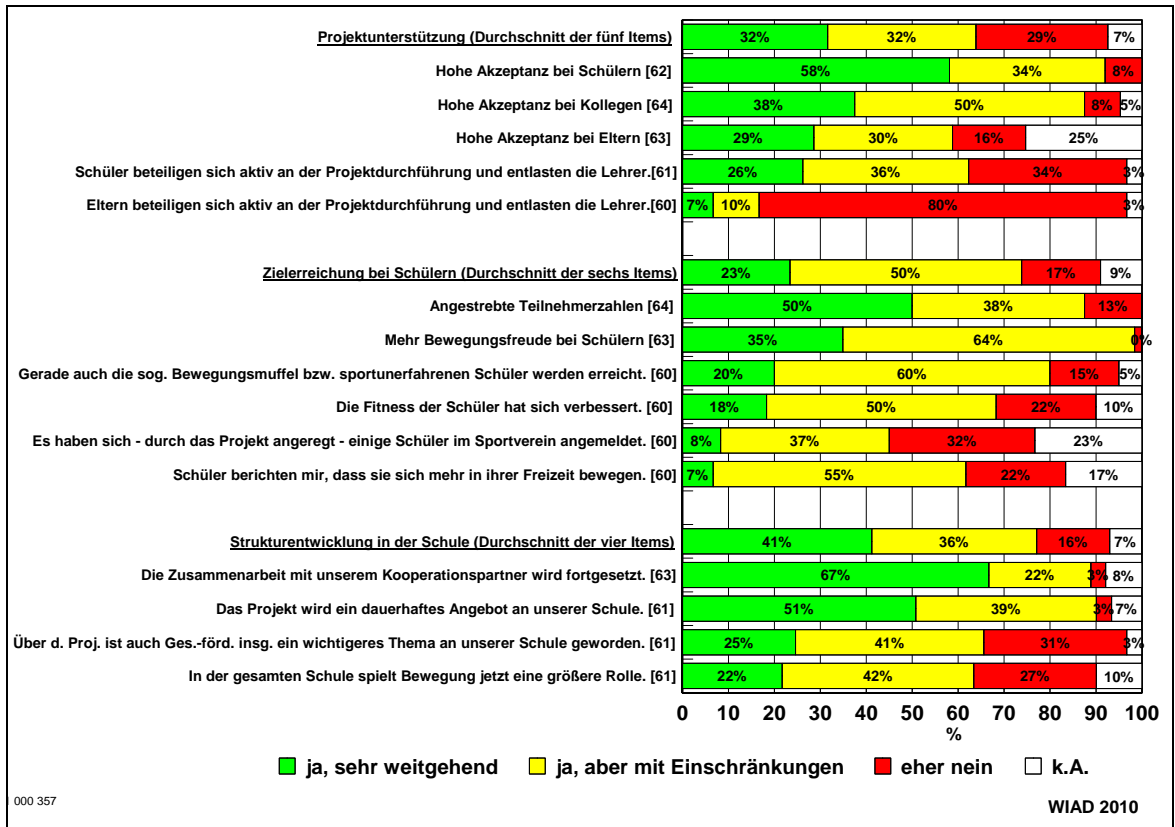 Projektunterstützung (Durchschnitt der fünf Items) 32% 32% 29% 7%
Hohe Akzeptanz bei Schülern [62] 58% 34% 8%
Hohe Akzeptanz bei Kollegen [64] 38% 50% 8% 5%
Hohe Akzeptanz bei Eltern [63] 29% 30% 16% 25%
Schüler beteiligen sich aktiv an der Projektdurchführung und entlasten die Lehrer.[61] 26% 36% 34% 3%
Eltern beteiligen sich aktiv an der Projektdurchführung und entlasten die Lehrer.[60] 7% 10% 80% 3%
Zielerreichung bei Schülern (Durchschnitt der sechs Items) 23% 50% 17% 9%
Angestrebte Teilnehmerzahlen [64] 50% 38% 13%
Mehr Bewegungsfreude bei Schülern [63] 35% 64% 0%
Gerade auch die sog. Bewegungsmuffel bzw. sportunerfahrenen Schüler werden erreicht. [60] 20% 60% 15% 5%
Die Fitness der Schüler hat sich verbessert. [60] 18% 50% 22% 10%
Es haben sich - durch das Projekt angeregt - einige Schüler im Sportverein angemeldet. [60] 8% 37% 32% 23%
Schüler berichten mir, dass sie sich mehr in ihrer Freizeit bewegen. [60] 7% 55% 22% 17%
Strukturentwicklung in der Schule (Durchschnitt der vier Items) 41% 36% 16% 7%
Die Zusammenarbeit mit unserem Kooperationspartner wird fortgesetzt. [63] 67% 22% 3% 8%
Das Projekt wird ein dauerhaftes Angebot an unserer Schule. [61] 51% 39% 3% 7%
Über d. Proj. ist auch Ges.-förd. insg. ein wichtigeres Thema an unserer Schule geworden. [61] 25% 41% 31% 3%
In der gesamten Schule spielt Bewegung jetzt eine größere Rolle. [61] 22% 42% 27% 10%
0 10 20 30 40 50 60 70 80 90 100
%
ja, sehr weitgehend ja, aber mit Einschränkungen eher nein k.A.
000 357
WIAD 2010